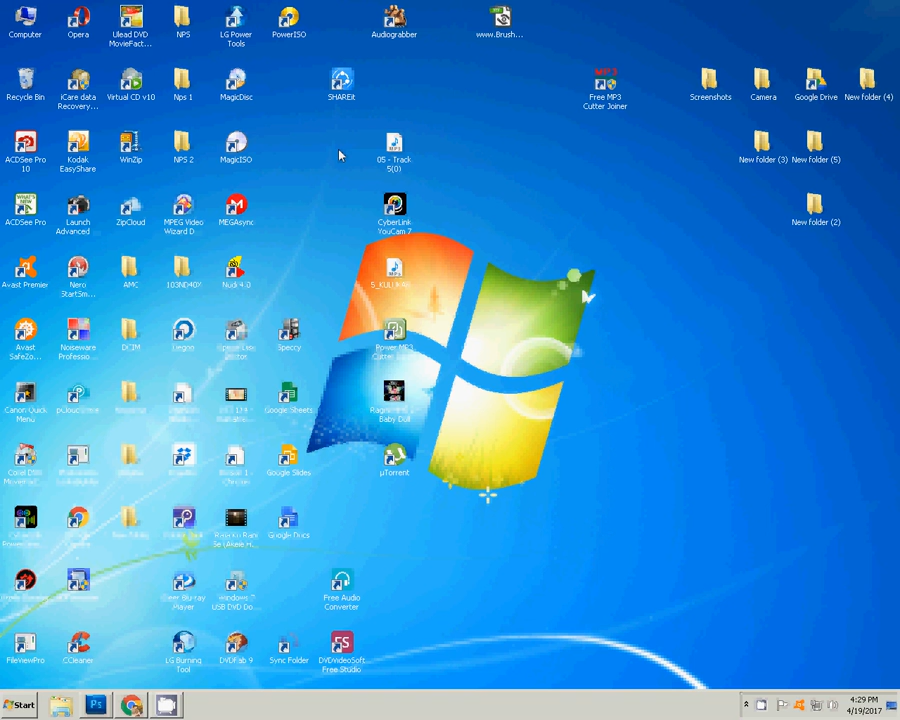 Computer
Opera
Ulead DVD
MovieFact...
NPS
LG Power
Tools
PowerISO
Audiograbber
www.Brush...
Recycle Bin
iCare data
Recovery...
Virtual CD v10
Nps 1
MagicDisc
SHAREit
MP3
Free MP3
Cutter Joiner
Screenshots
Camera
Google Drive
New folder (4)
ACDSee Pro
10
Kodak
EasyShare
WinZip
NPS 2
MagicISO
05 - Track
5(0)
New folder (3)
New folder (5)
ACDSee Pro
Launch
Advanced ...
ZipCloud
MPEG Video
Wizard D...
MEGAsync
CyberLink
YouCam 7
New folder (2)
Avast Premier
Nero
StartSm...
AMC
103ND40X
Nudi 4.0
Avast
SafeZo...
Noiseware
Professio...
DCIM
Speccy
Power MP3
Cutter
Canon Quick
Menu
Google Sheets
Baby Doll
Corel DVD
Google Slides
µTorrent
Google Docs
Player
Windows 7
USB DVD Do...
Free Audio
Converter
FileViewPro
CCleaner
LG Burning
Tool
DVDFab 9
Sync Folder
DVDVideoSoft
Free Studio
Start
Ps
4:29 PM
4/19/2017